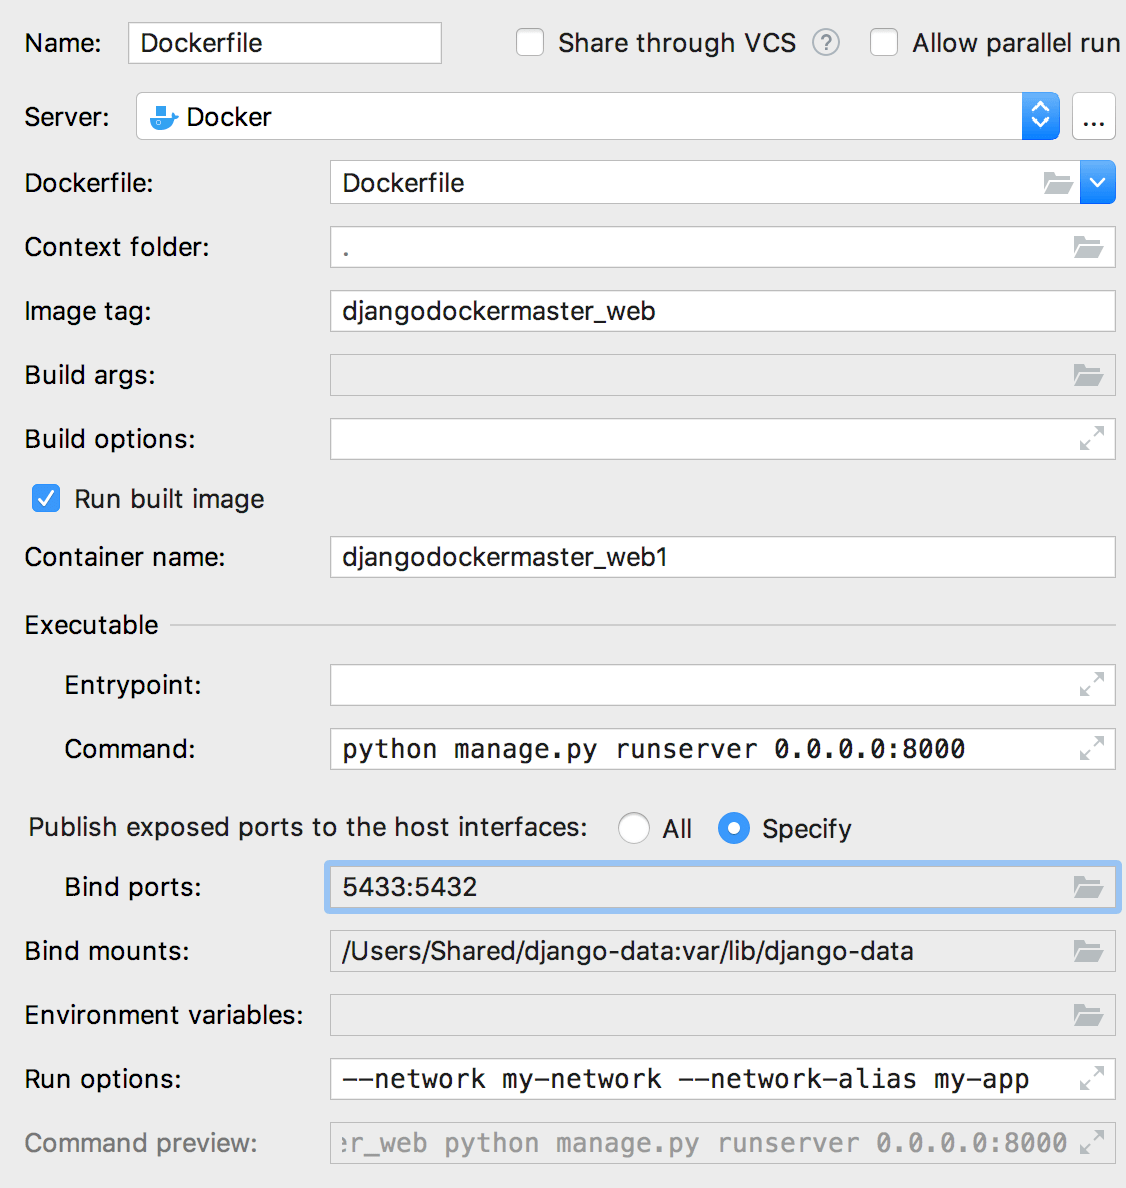 Name: Dockerfile Share through VCS ? Allow parallel run
Server: Docker ...
Dockerfile: Dockerfile
Context folder: .
Image tag: djangodockermaster_web
Build args:
Build options:
Run built image
Container name: djangodockermaster_web1
Executable
Entrypoint:
Command: python manage.py runserver 0.0.0.0:8000
Publish exposed ports to the host interfaces: All Specify
Bind ports: 5433:5432
Bind mounts: /Users/Shared/django-data:var/lib/django-data
Environment variables:
Run options: --network my-network --network-alias my-app
Command preview: er_web python manage.py runserver 0.0.0.0:8000